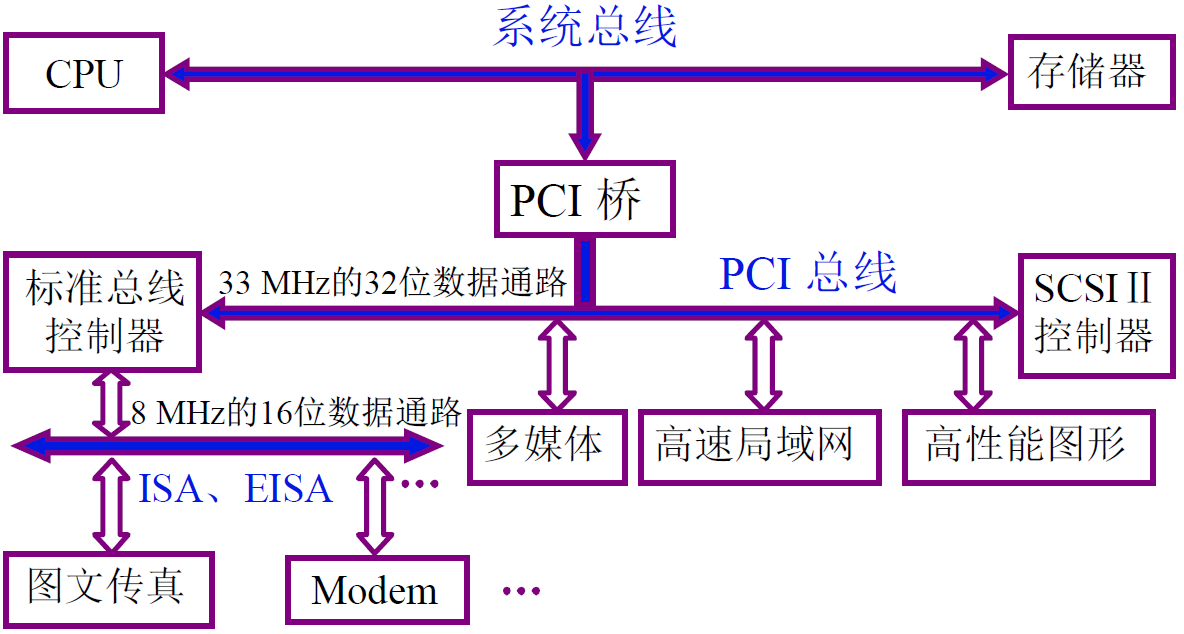 系统总线
CPU
存储器
PCI 桥
33 MHz的32位数据通路
PCI 总线
标准总线
控制器
SCSIⅡ
控制器
8 MHz的16位数据通路
多媒体
高速局域网
高性能图形
ISA、EISA
…
图文传真
Modem
…